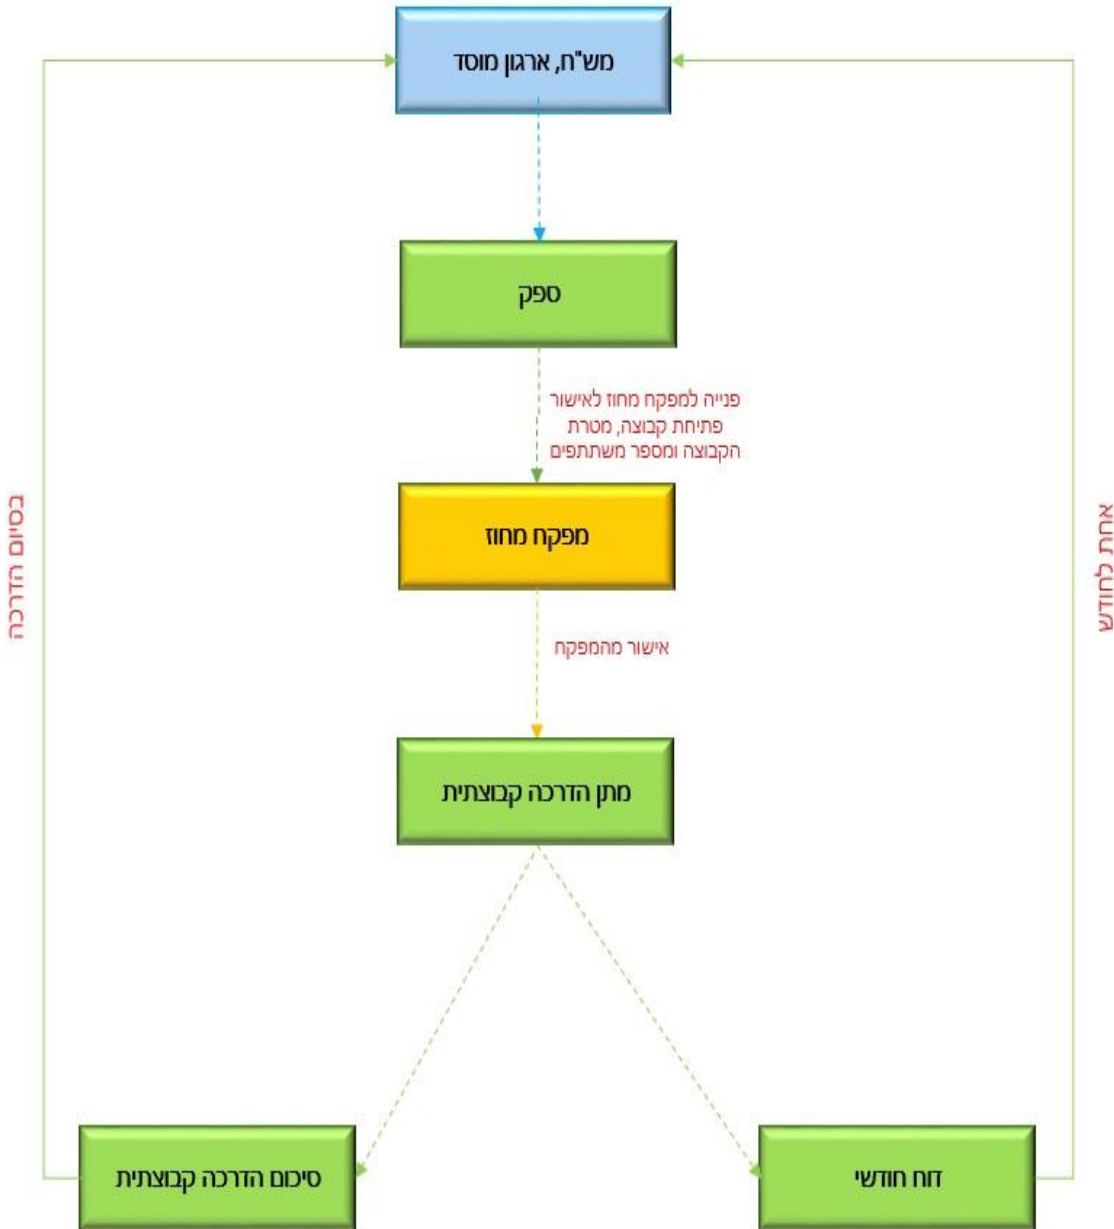 מש"ח, ארגון מוסד
ספק
פנייה למפקח מחוז לאישור
פתיחת קבוצה, מטרת
הקבוצה ומספר משתתפים
מפקח מחוז
אישור מהמפקח
מתן הדרכה קבוצתית
דוח חודשי
סיכום הדרכה קבוצתית
אחת לחודש
בסיום הדרכה